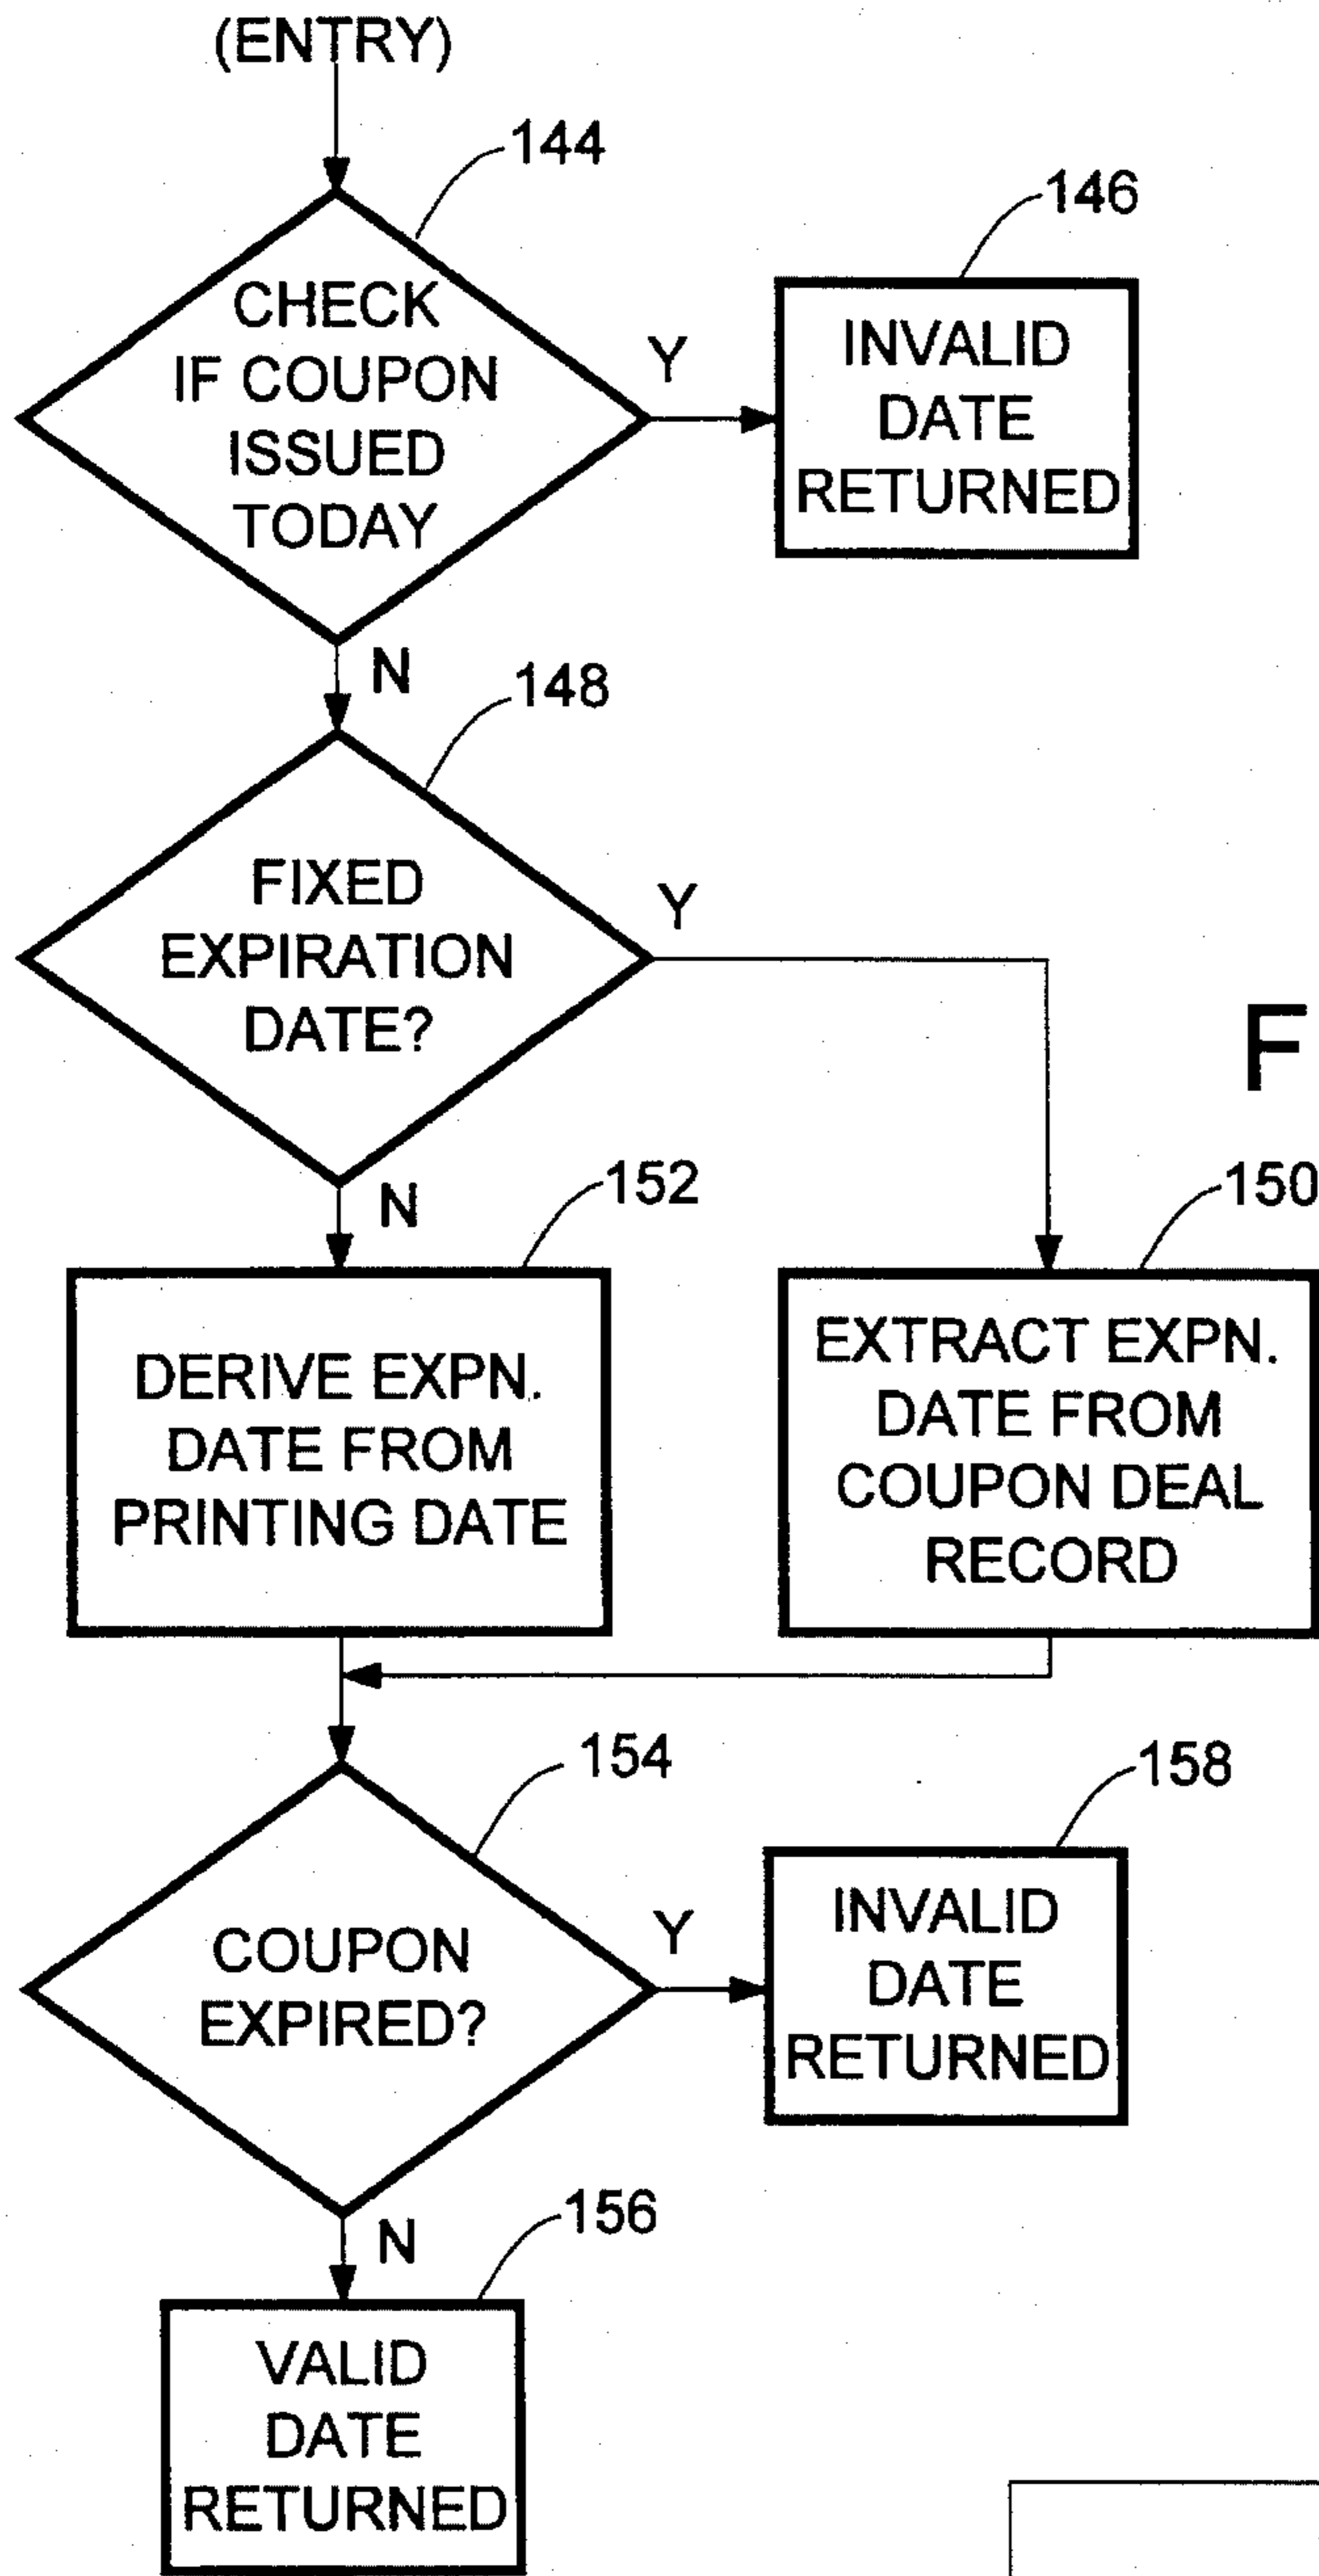 (ENTRY)
144
CHECK
IF COUPON
ISSUED
TODAY
Y
146
INVALID
DATE
RETURNED
N
148
FIXED
EXPIRATION
DATE?
Y
F
N
152
DERIVE EXPN.
DATE FROM
PRINTING DATE
150
EXTRACT EXPN.
DATE FROM
COUPON DEAL
RECORD
154
COUPON
EXPIRED?
Y
158
INVALID
DATE
RETURNED
N
156
VALID
DATE
RETURNED